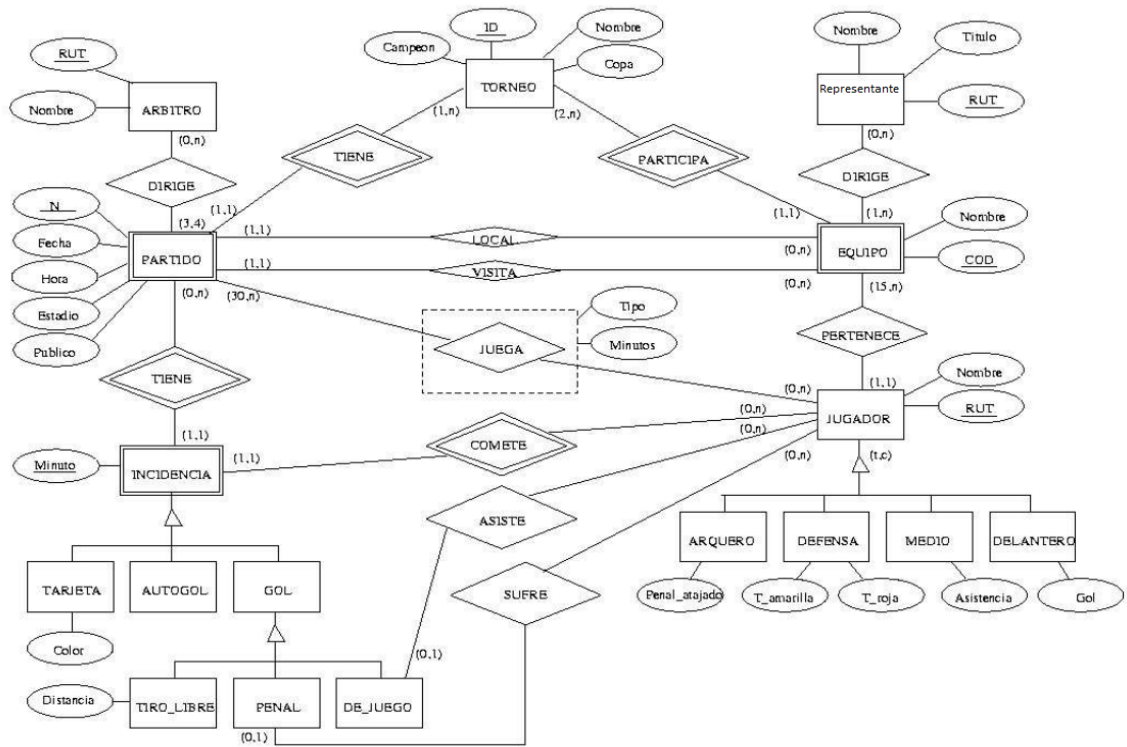 ID
Nombre
Nombre
Campeon
Titulo
RUT
Copa
TORNEO
Representante
Nombre
ARBITRO
RUT
(1,n)
(2,n)
(0,n)
(0,n)
TIENE
PARTICIPA
DIRIGE
DIRIGE
N
(1,1)
(1,1)
(1,n)
Nombre
(3,4)
(1,1)
LOCAL
(0,n)
Fecha
PARTIDO
EQUIPO
COD
(1,1)
VISITA
(0,n)
Hora
(0,n)
(30,n)
(15,n)
Estadio
Tipo
Publico
JUEGA
Minutos
PERTENECE
TIENE
Nombre
(0,n)
(1,1)
(0,n)
JUGADOR
RUT
(0,n)
(1,1)
COMETE
(0,n)
(t,c)
Minuto
INCIDENCIA
(1,1)
ASISTE
ARQUERO
DEFENSA
MEDIO
DELANTERO
TARJETA
AUTOGOL
GOL
SUFRE
Penal_atajado
T_amarilla
T_roja
Asistencia
Gol
Color
(0,1)
Distancia
TIRO_LIBRE
PENAL
DE_JUEGO
(0,1)